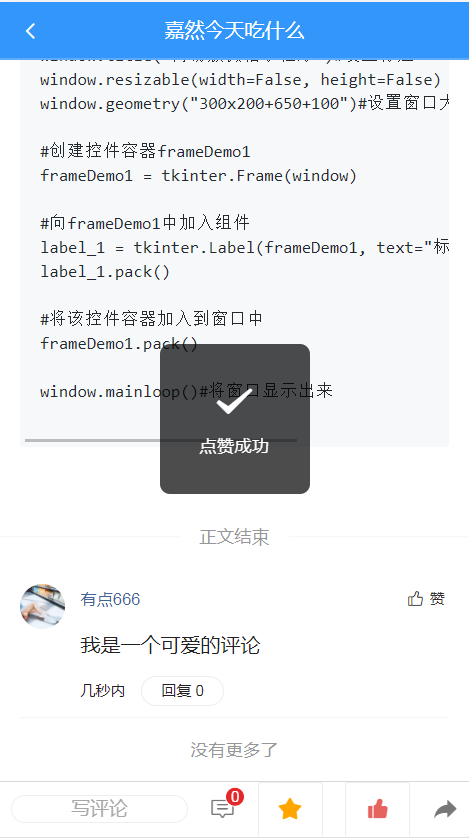 嘉然今天吃什么
window.resizable(width=False, height=False)
window.geometry("300x200+650+100")#设置窗口大
#创建控件容器frameDemo1
frameDemo1 = tkinter.Frame(window)
#向frameDemo1中加入组件
label_1 = tkinter.Label(frameDemo1, text="标
label_1.pack()
#将该控件容器加入到窗口中
frameDemo1.pack()
window.mainloop()#将窗口显示出来
点赞成功
正文结束
有点666
赞
我是一个可爱的评论
几秒内
回复 0
没有更多了
写评论
0